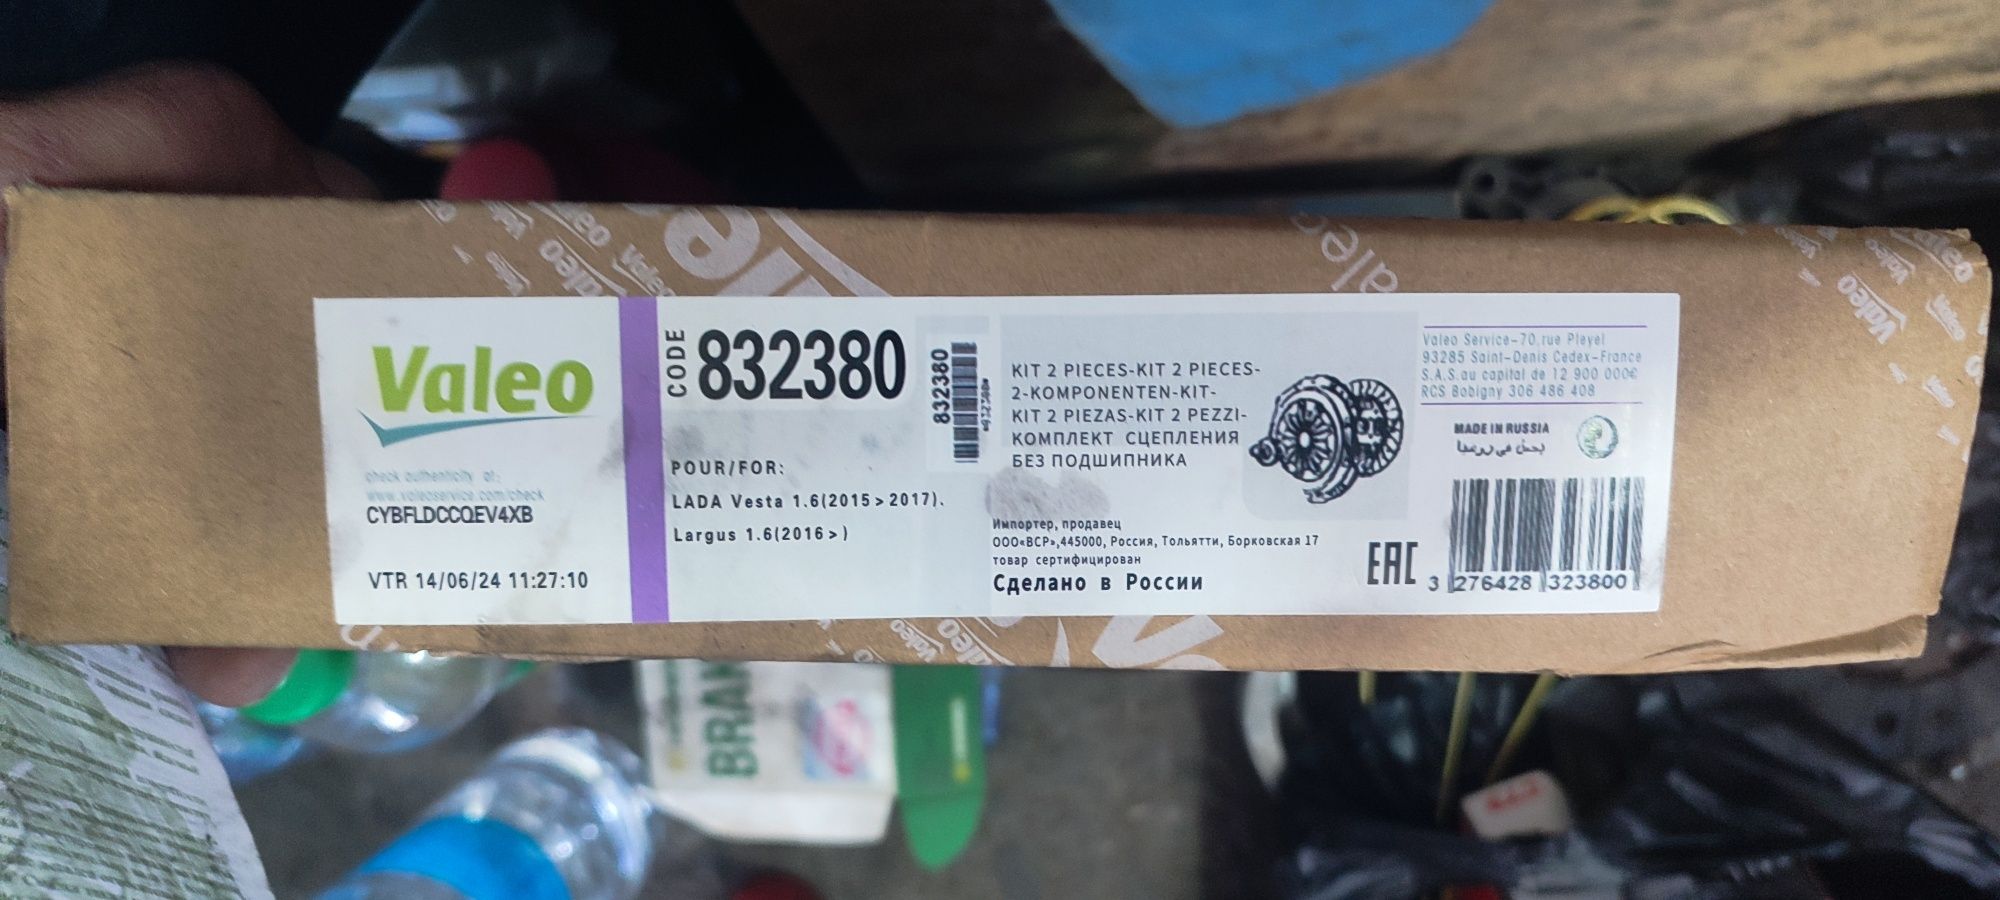 Valeo
check authenticity at:
www.valeoservice.com/check
CYBFLDCCQEV4XB
VTR 14/06/24 11:27:10
CODE 832380
832380
POUR/FOR:
LADA Vesta 1.6(2015>2017).
Largus 1.6(2016>)
KIT 2 PIECES-KIT 2 PIECES-
2-KOMPONENTEN-KIT-
KIT 2 PIEZAS-KIT 2 PEZZI-
КОМПЛЕКТ СЦЕПЛЕНИЯ
БЕЗ ПОДШИПНИКА
Импортер, продавец
ООО«ВСР»,445000, Россия, Тольятти, Борковская 17
товар сертифицирован
Сделано в России
EAC
Valeo Service-70,rue Pleyel
93285 Saint-Denis Cedex-France
S.A.S.au capital de 12 900 000€
RCS Bobigny 306 486 408
MADE IN RUSSIA
3 276428 323800
BRAN